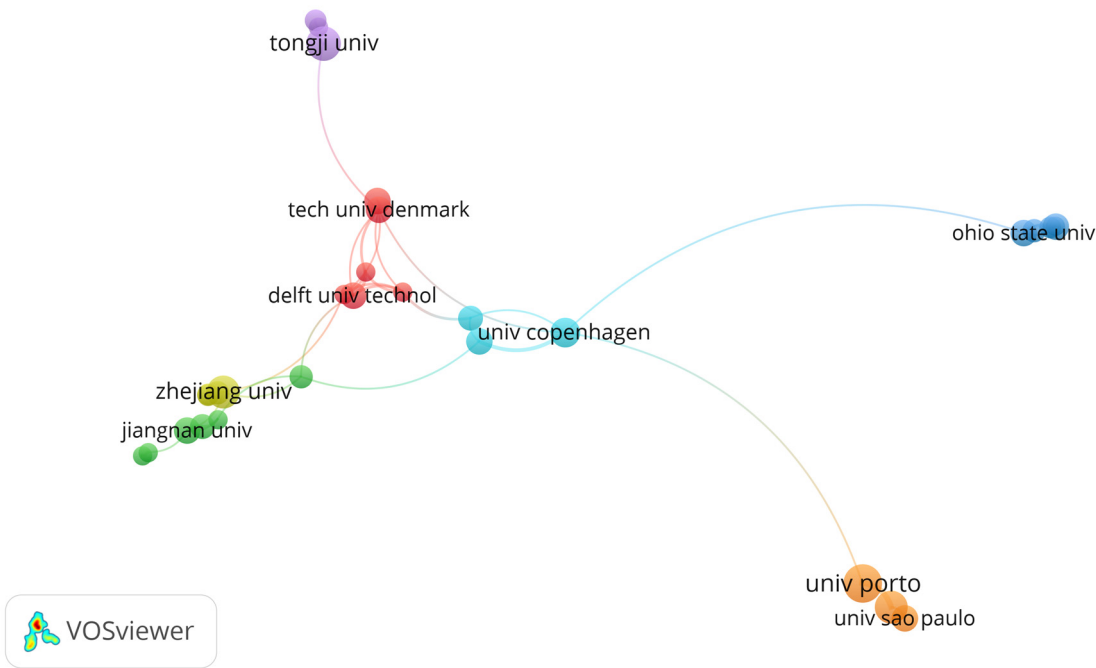 tongji univ
tech univ denmark
ohio state univ
delft univ technol
univ copenhagen
zhejiang univ
jiangnan univ
univ porto
univ sao paulo
VOSviewer